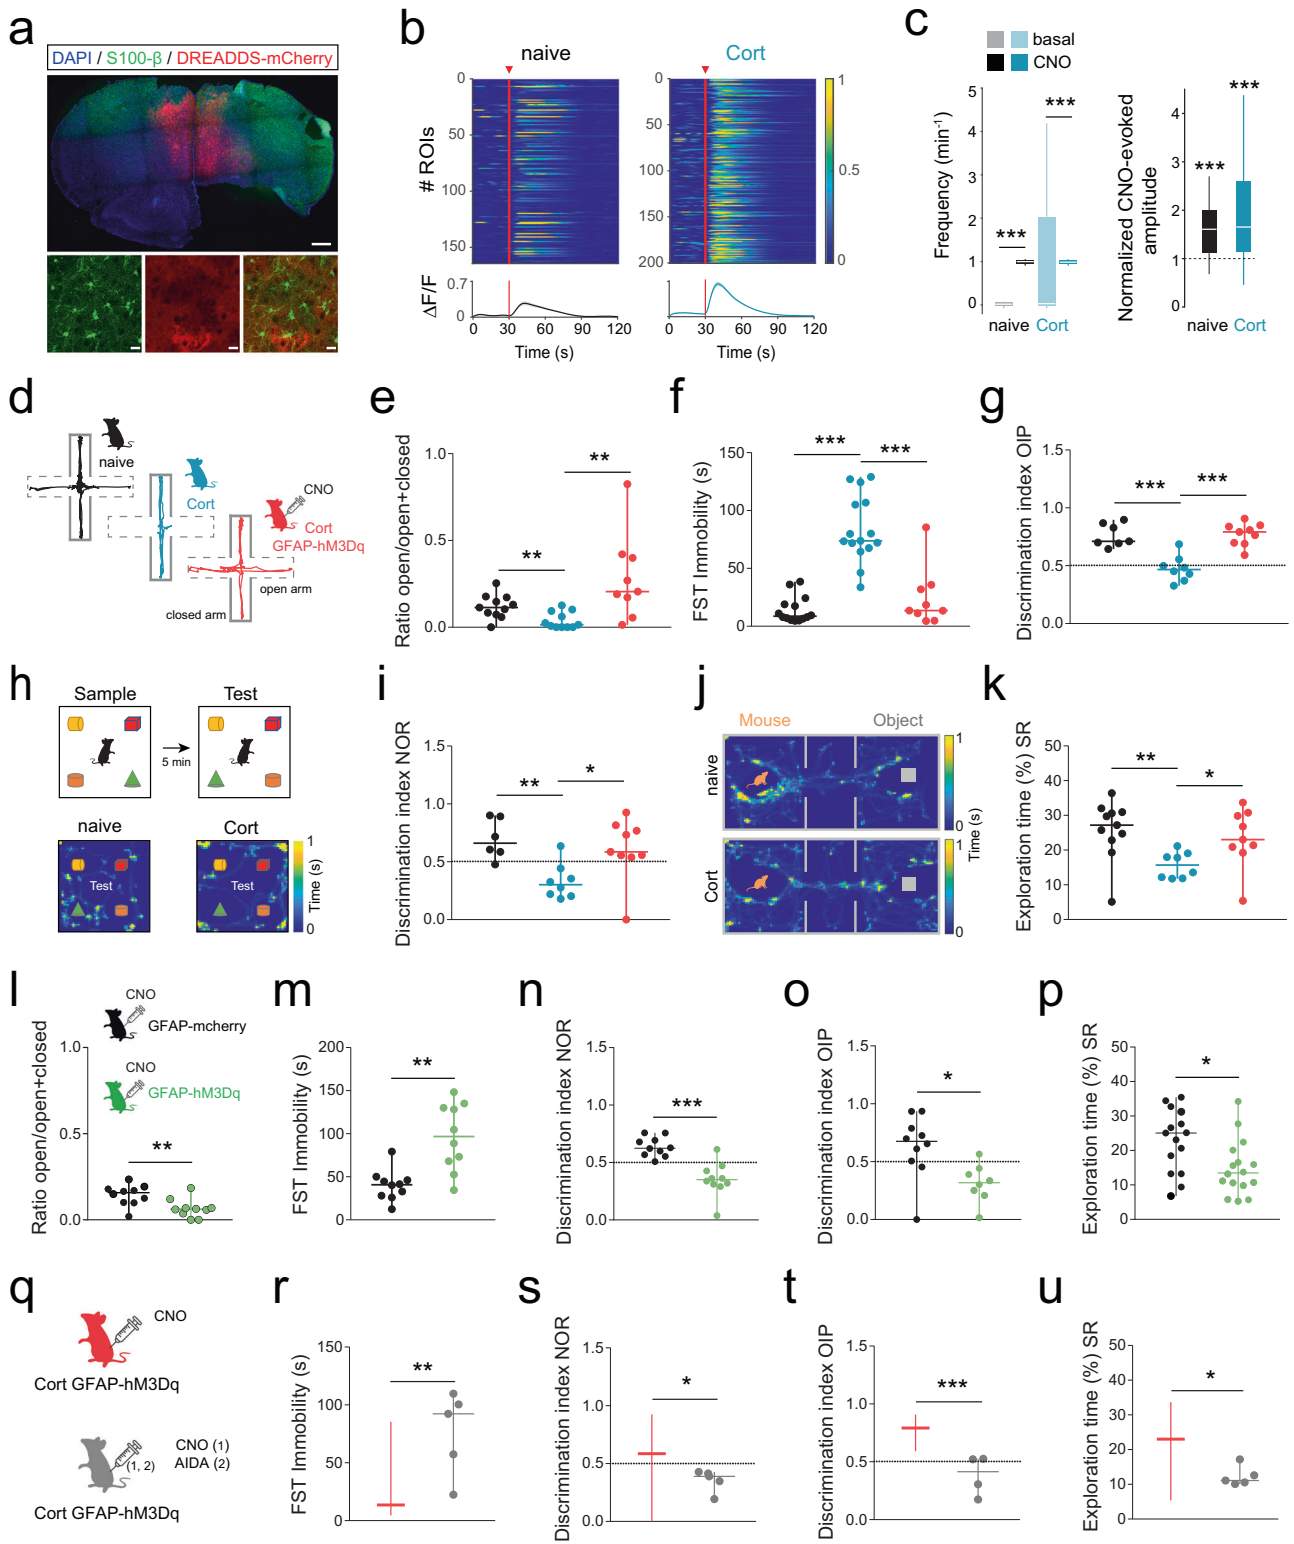 a
DAPI / S100-β / DREADDS-mCherry
b
naive
Cort
0
50
100
150
# ROIs
0
50
100
150
200
1
0.5
0
0.7
0
ΔF/F
0 30 60 90 120
0 30 60 90 120
Time (s)
Time (s)
c
basal
CNO
5
4
3
2
1
0
Frequency (min⁻¹)
***
***
naive Cort
4
3
2
1
0
Normalized CNO-evoked
amplitude
***
***
naive Cort
d
naive
Cort
CNO
Cort
GFAP-hM3Dq
open arm
closed arm
e
1.0
0.5
0.0
Ratio open/open+closed
**
**
f
150
100
50
0
FST Immobility (s)
***
***
g
1.5
1.0
0.5
0.0
Discrimination index OIP
***
***
h
Sample
Test
5 min
naive
Cort
Test
Test
1
0
Time (s)
i
1.5
1.0
0.5
0.0
Discrimination index NOR
**
*
j
Mouse
Object
naive
Cort
1
0
1
0
Time (s)
k
50
40
30
20
10
0
Exploration time (%) SR
**
*
l
CNO
GFAP-mcherry
CNO
GFAP-hM3Dq
1.0
0.5
0.0
Ratio open/open+closed
**
m
200
150
100
50
0
FST Immobility (s)
**
n
1.5
1.0
0.5
0.0
Discrimination index NOR
***
o
1.5
1.0
0.5
0.0
Discrimination index OIP
*
p
50
40
30
20
10
0
Exploration time (%) SR
*
q
CNO
Cort GFAP-hM3Dq
CNO (1)
AIDA (2)
(1, 2)
Cort GFAP-hM3Dq
r
150
100
50
0
FST Immobility (s)
**
s
1.5
1.0
0.5
0.0
Discrimination index NOR
*
t
1.5
1.0
0.5
0.0
Discrimination index OIP
***
u
50
40
30
20
10
0
Exploration time (%) SR
*